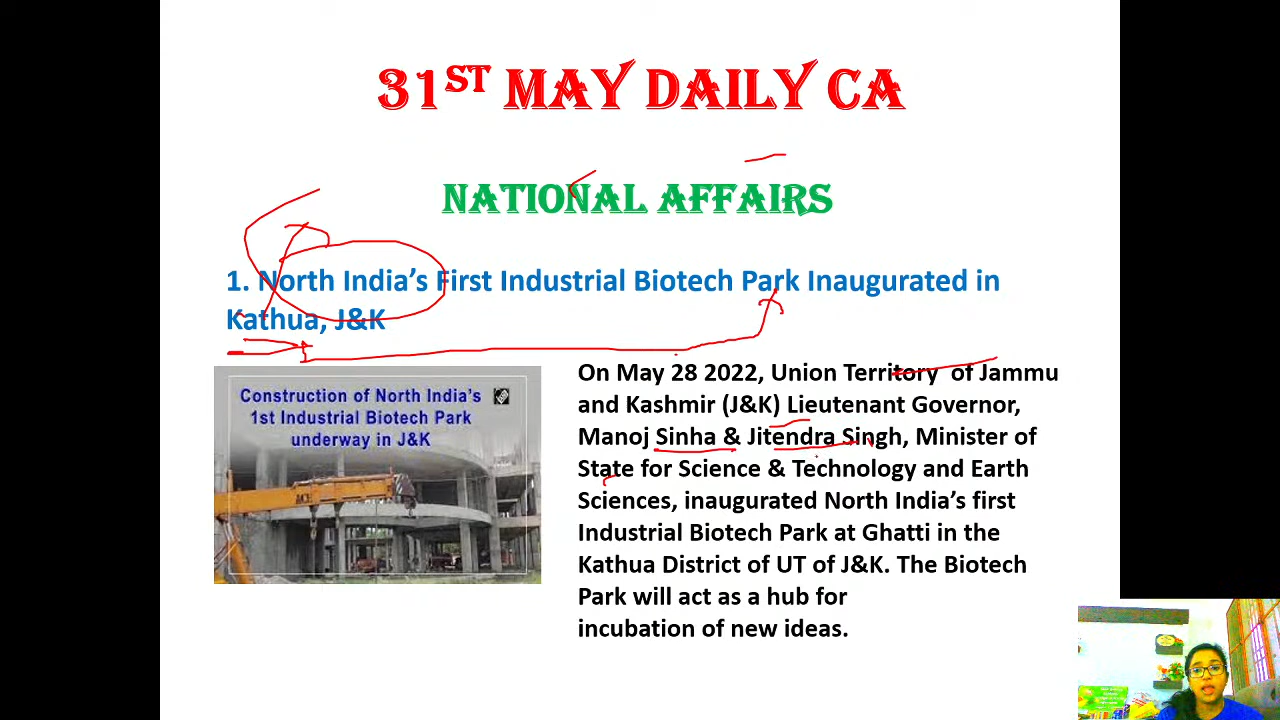 31ST MAY DAILY CA
NATIONAL AFFAIRS
1. North India's First Industrial Biotech Park Inaugurated in
Kathua, J&K
Construction of North India's
1st Industrial Biotech Park
underway in J&K
ACE
On May 28 2022, Union Territory of Jammu
and Kashmir (J&K) Lieutenant Governor,
Manoj Sinha & Jitendra Singh, Minister of
State for Science & Technology and Earth
Sciences, inaugurated North India's first
Industrial Biotech Park at Ghatti in the
Kathua District of UT of J&K. The Biotech
Park will act as a hub for
incubation of new ideas.